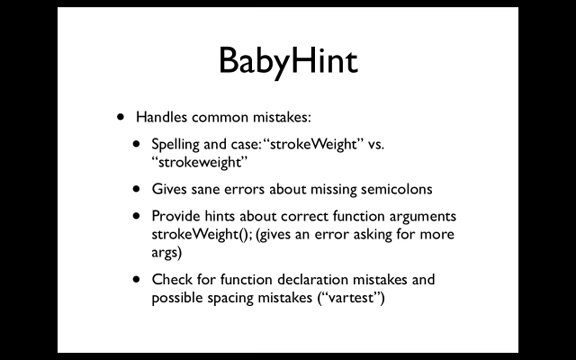 BabyHint
• Handles common mistakes:
• Spelling and case: “strokeWeight” vs.
“strokeweight”
• Gives sane errors about missing semicolons
• Provide hints about correct function arguments
strokeWeight(); (gives an error asking for more
args)
• Check for function declaration mistakes and
possible spacing mistakes (“vartest”)